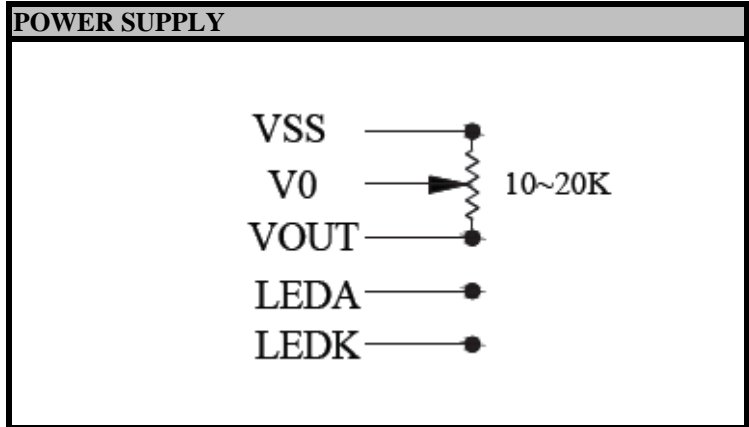 POWER SUPPLY
VSS
V0 10~20K
VOUT
LEDA
LEDK